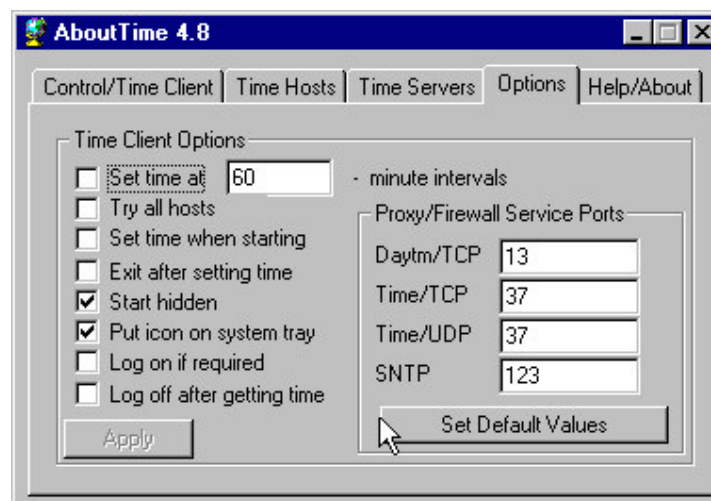 AboutTime 4.8
Control/Time Client Time Hosts Time Servers Options Help/About
Time Client Options
Set time at 60 - minute intervals
Try all hosts
Set time when starting
Exit after setting time
Start hidden
Put icon on system tray
Log on if required
Log off after getting time
Apply
Proxy/Firewall Service Ports
Daytm/TCP 13
Time/TCP 37
Time/UDP 37
SNTP 123
Set Default Values